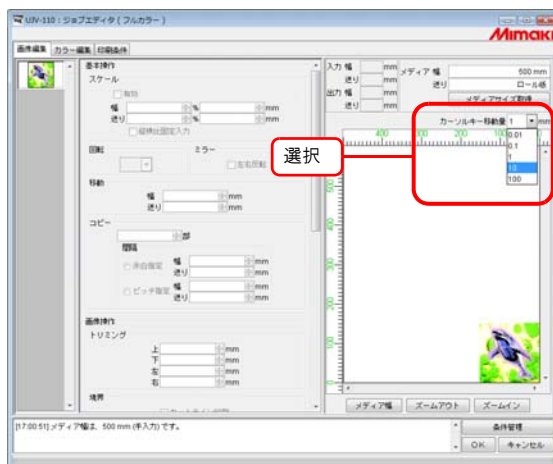 UJV-110 : ジョブエディタ ( フルカラー )
Mimaki
画像編集 カラー編集 印刷条件
基本操作
スケール
有効
幅 % mm
送り % mm
縦横比固定入力
回転 ミラー
左右反転
移動
幅 mm
送り mm
コピー
部
間隔
余白指定 幅 mm
送り mm
ピッチ指定 幅 mm
送り mm
画像操作
トリミング
上 mm
下 mm
左 mm
右 mm
境界
入力 幅 mm
送り mm
出力 幅 mm
送り mm
メディア 幅 500 mm
送り ロール紙
メディアサイズ取得
カーソルキー移動量 1 mm
0.01
0.1
1
10
100
選択
400 300 200 100
500
400
300
200
100
0
メディア幅 ズームアウト ズームイン
[17:00:51] メディア幅は、500 mm (手入力) です。
条件管理
OK キャンセル